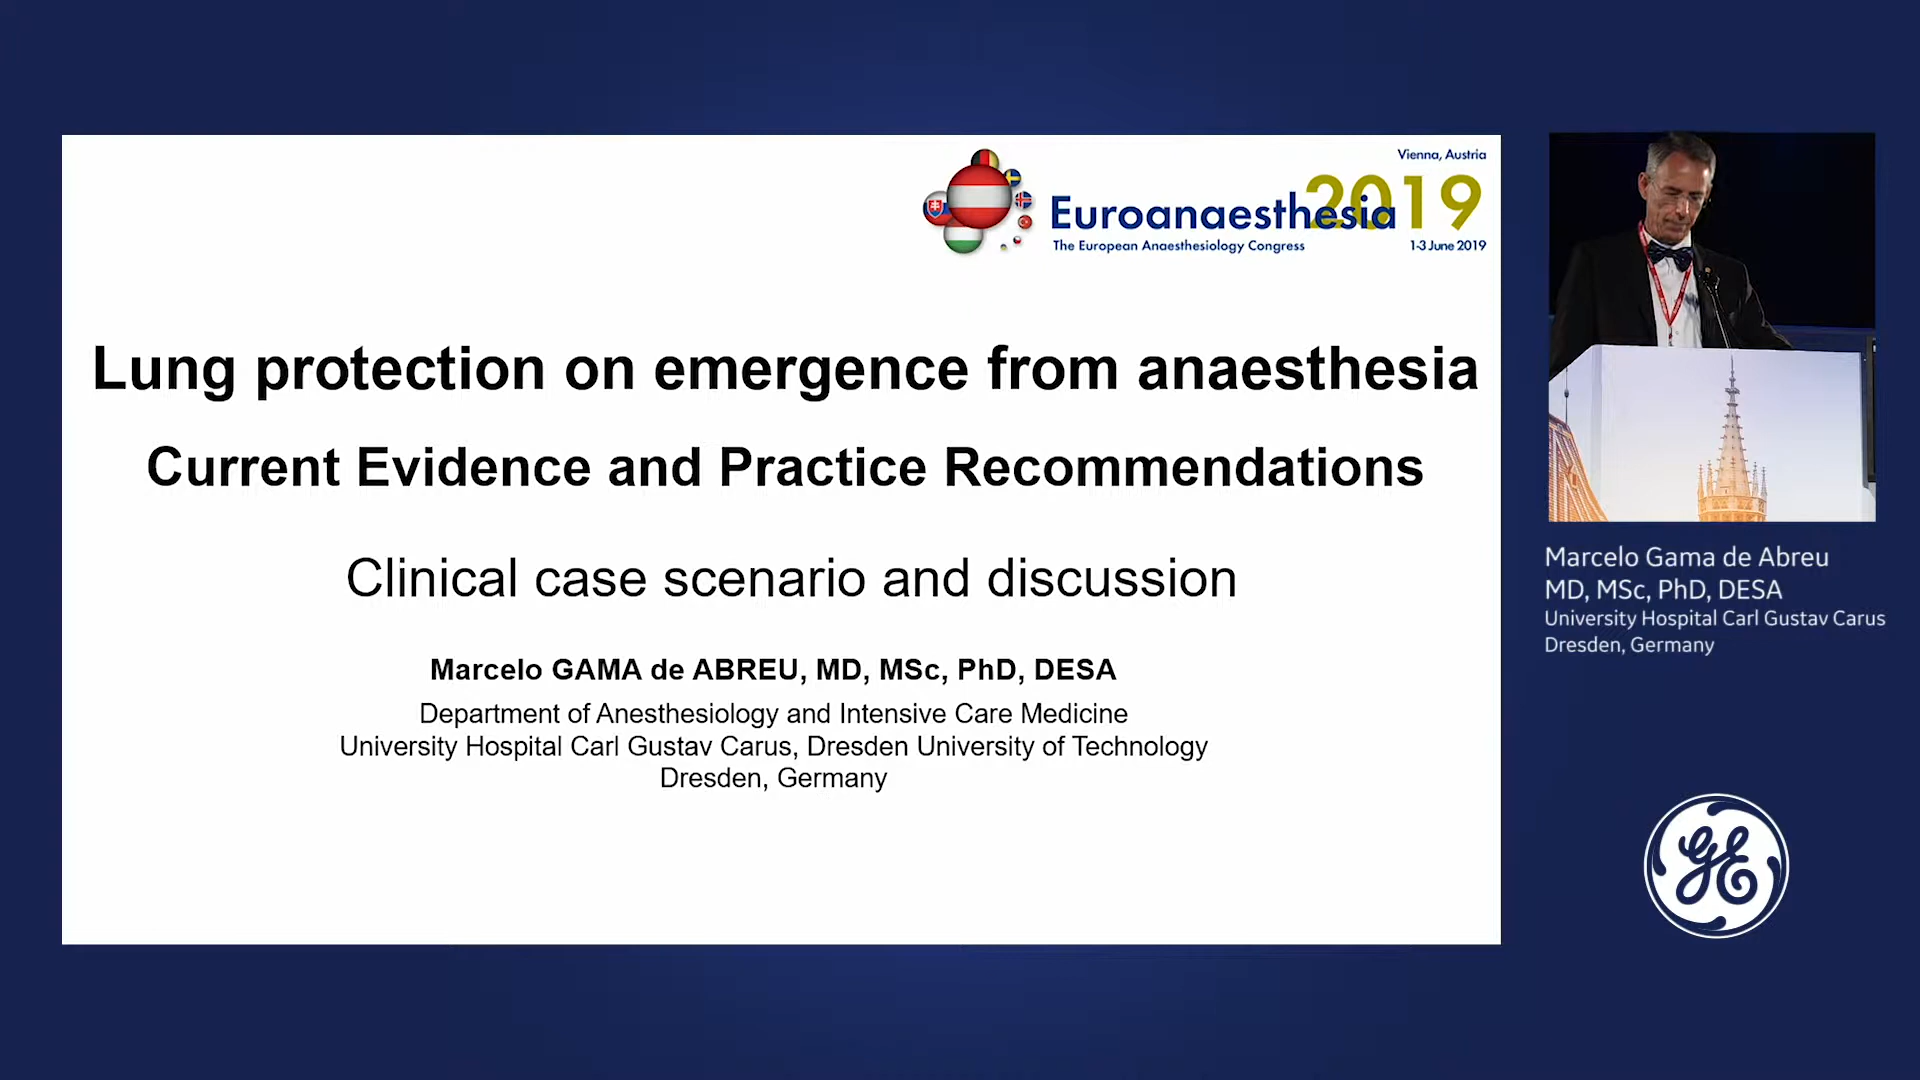 Vienna, Austria
Euroanaesthesia 2019
The European Anaesthesiology Congress
1-3 June 2019
Lung protection on emergence from anaesthesia
Current Evidence and Practice Recommendations
Clinical case scenario and discussion
Marcelo GAMA de ABREU, MD, MSc, PhD, DESA
Department of Anesthesiology and Intensive Care Medicine
University Hospital Carl Gustav Carus, Dresden University of Technology
Dresden, Germany
Marcelo Gama de Abreu
MD, MSc, PhD, DESA
University Hospital Carl Gustav Carus
Dresden, Germany
GE